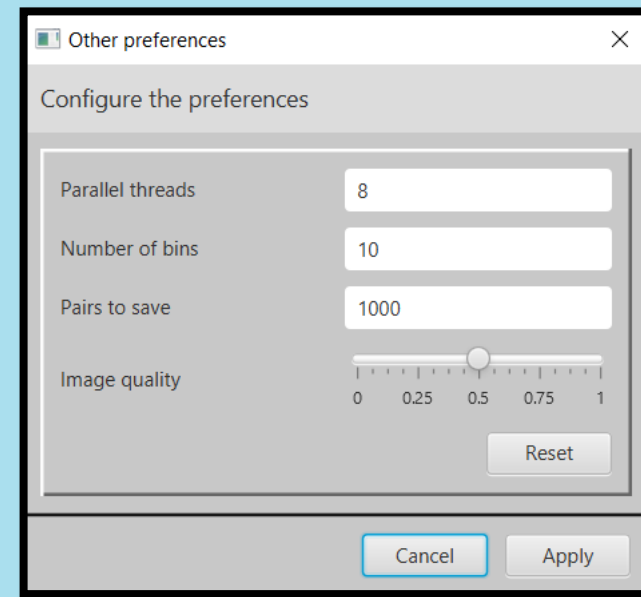 Other preferences
Configure the preferences
Parallel threads 8
Number of bins 10
Pairs to save 1000
Image quality
0 0.25 0.5 0.75 1
Reset
Cancel Apply